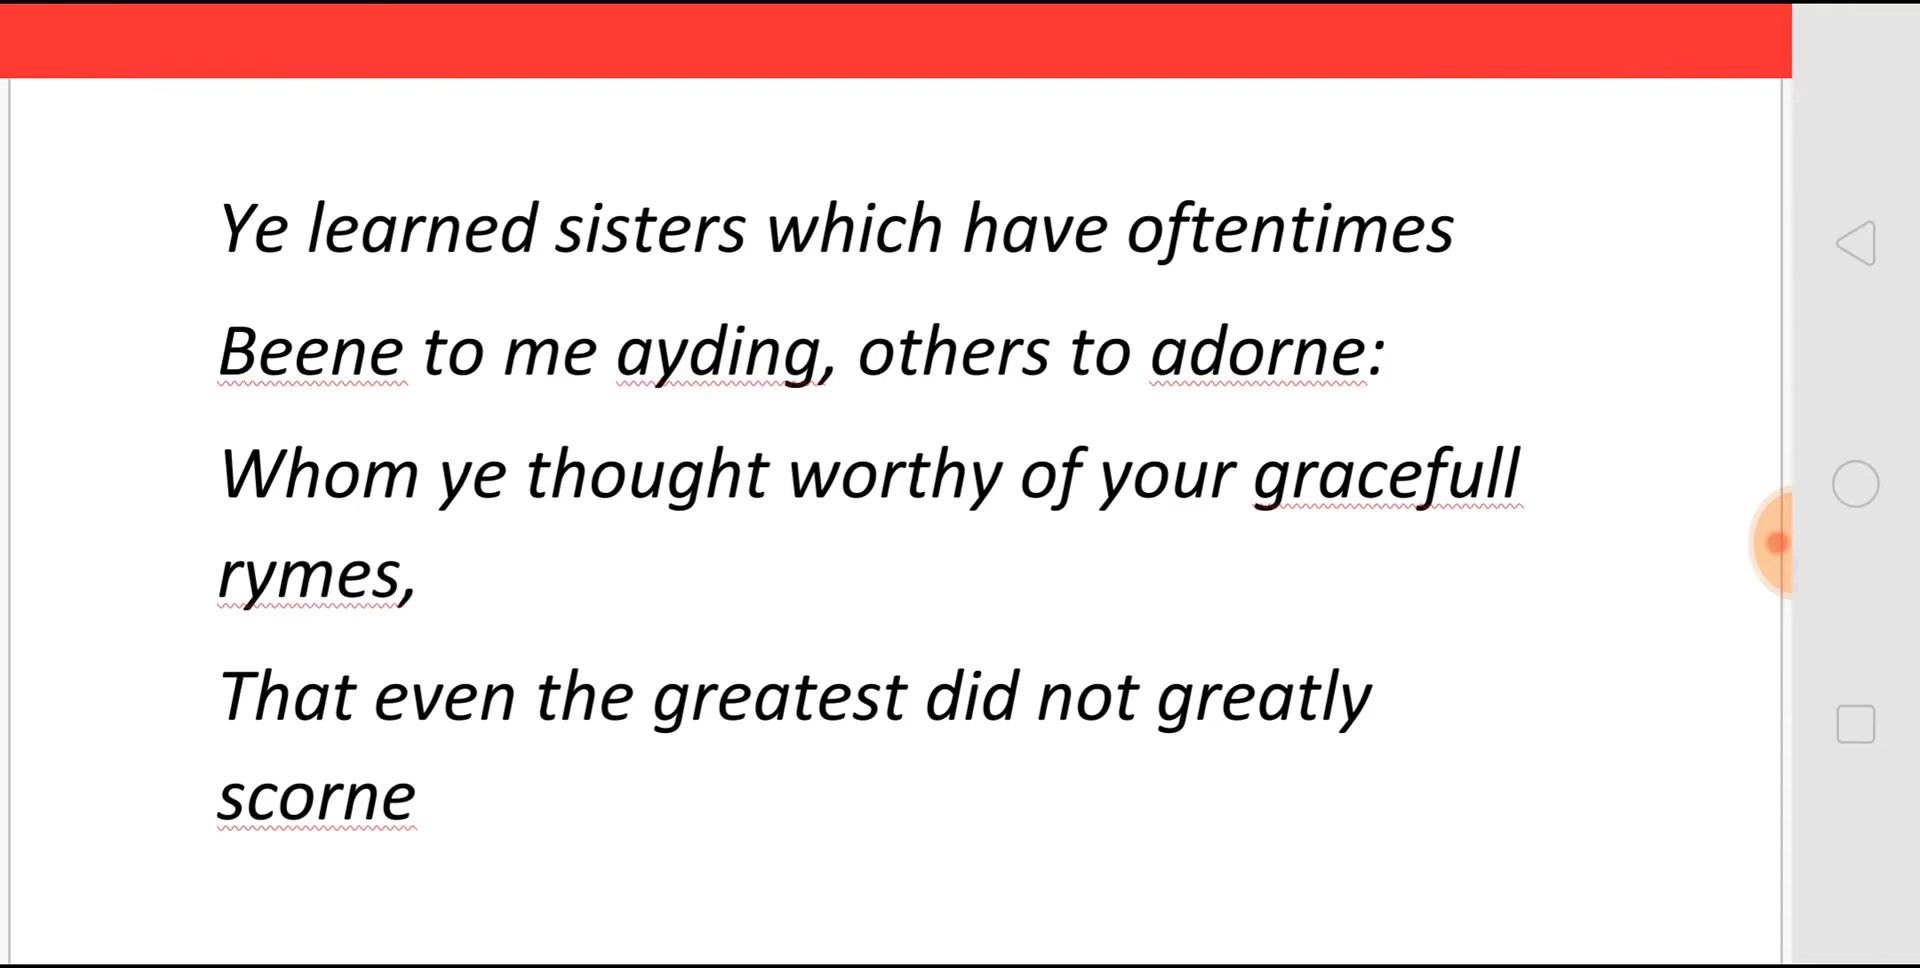 Ye learned sisters which have oftentimes
Beene to me ayding, others to adorne:
Whom ye thought worthy of your gracefull
rymes,
That even the greatest did not greatly
scorne